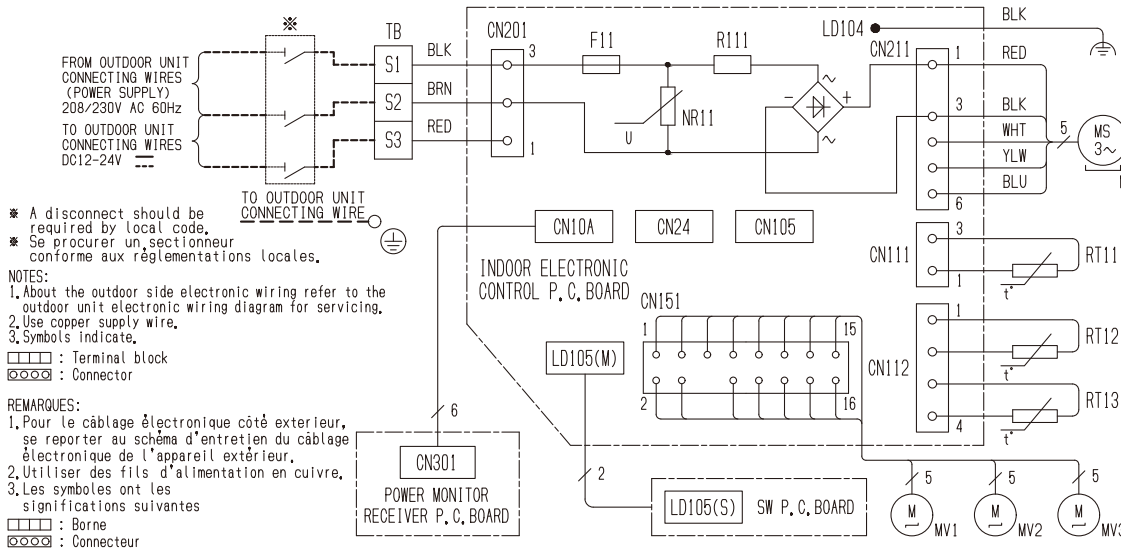 ※
TB
CN201
LD104
BLK
FROM OUTDOOR UNIT
CONNECTING WIRES
(POWER SUPPLY)
208/230V AC 60Hz
TO OUTDOOR UNIT
CONNECTING WIRES
DC12-24V
S1
S2
S3
BLK
BRN
RED
3
1
F11
R111
NR11
U
~
-
+
~
CN211
1
3
6
RED
BLK
WHT
YLW
BLU
5
MS
3~
TO OUTDOOR UNIT
CONNECTING WIRE
※ A disconnect should be
required by local code.
※ Se procurer un sectionneur
conforme aux réglementations locales.
NOTES:
1. About the outdoor side electronic wiring refer to the
outdoor unit electronic wiring diagram for servicing.
2. Use copper supply wire.
3. Symbols indicate.
: Terminal block
: Connector
REMARQUES:
1. Pour le câblage électronique côté exterieur,
se reporter au schéma d'entretien du câblage
électronique de l'appareil extérieur.
2. Utiliser des fils d'alimentation en cuivre.
3. Les symboles ont les
significations suivantes
: Borne
: Connecteur
CN10A
CN24
CN105
INDOOR ELECTRONIC
CONTROL P.C.BOARD
CN151
1
15
2
16
LD105(M)
CN111
3
1
RT11
t°
CN112
1
4
RT12
t°
RT13
t°
6
CN301
POWER MONITOR
RECEIVER P.C.BOARD
2
LD105(S)
SW P.C.BOARD
5
5
5
M
MV1
M
MV2
M
MV3